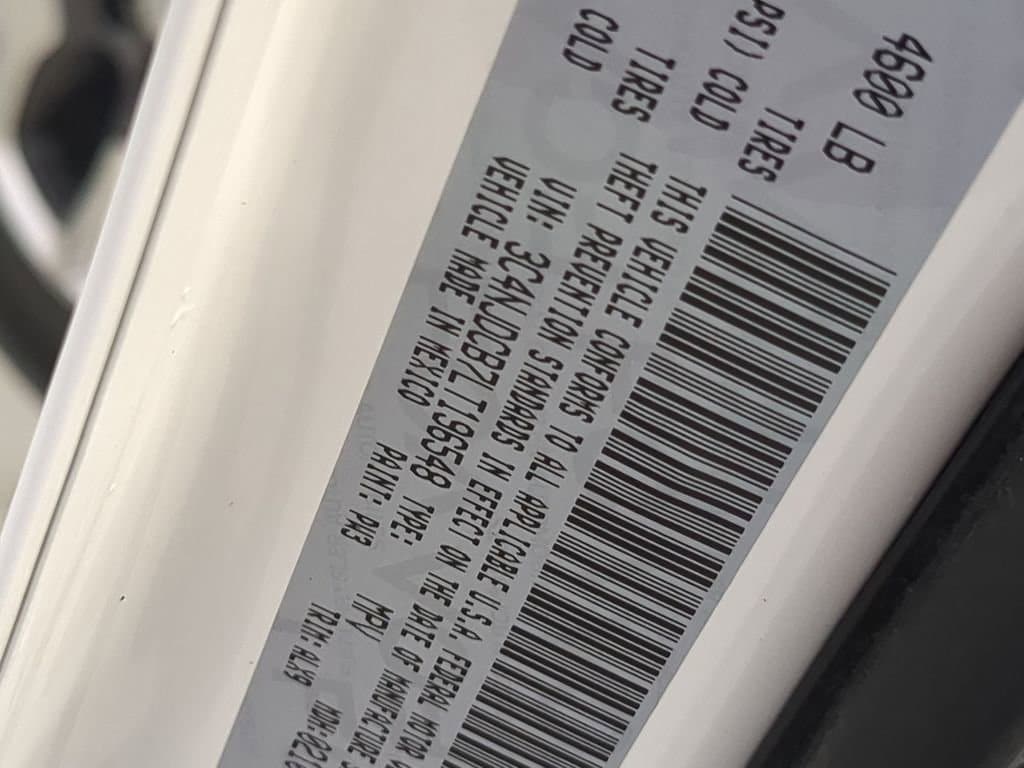 4600 LB
TIRES
PSI) COLD
TIRES
COLD
THIS VEHICLE CONFORMS TO ALL APPLICABLE U.S.A. FEDERAL MOTOR
THEFT PREVENTION STANDARDS IN EFFECT ON THE DATE OF MANUFACTURE
VIN: 3C4NJDCB7LT196548 TYPE: MPV
VEHICLE MADE IN MEXICO PAINT: PW3 TRIM: HLX9